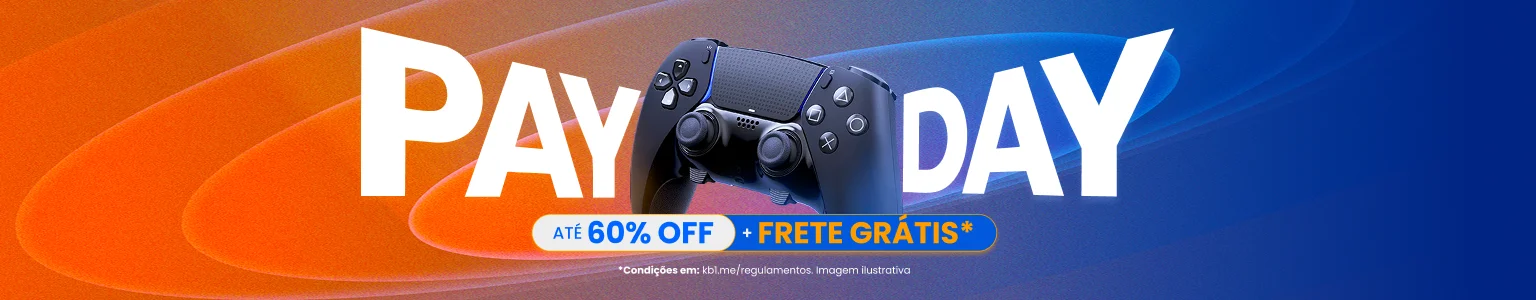 PAY DAY
ATÉ 60% OFF + FRETE GRÁTIS*
*Condições em: kb1.me/regulamentos. Imagem ilustrativa